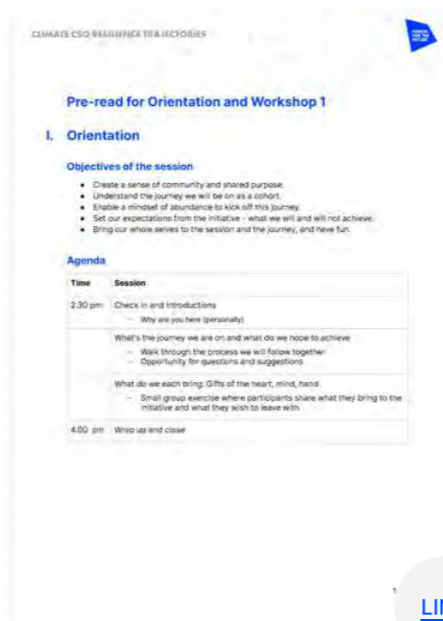 CLIMATE CSO RESILIENCE TRAJECTORIES
Pre-read for Orientation and Workshop 1
I. Orientation
Objectives of the session
• Create a sense of community and shared purpose.
• Understand the journey we will be on as a cohort.
• Enable a mindset of abundance to kick off this journey.
• Set our expectations from the initiative - what we will and will not achieve.
• Bring our whole selves to the session and the journey, and have fun.
Agenda
Time Session
2.30 pm Check in and Introductions
– Why are you here (personally)
What's the journey we are on and what do we hope to achieve
– Walk through the process we will follow together
– Opportunity for questions and suggestions
What do we each bring: Gifts of the heart, mind, hand.
– Small group exercise where participants share what they bring to the
initiative and what they wish to leave with
4.00 pm Wrap up and close
1